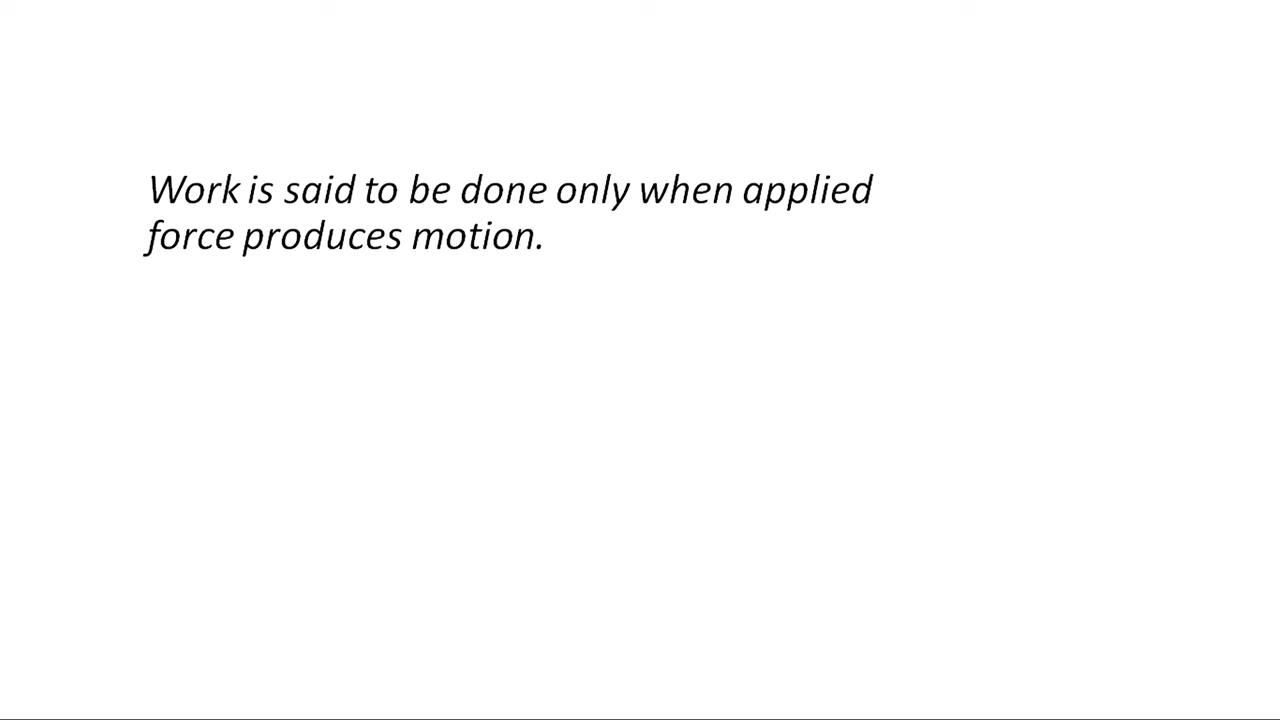 Work is said to be done only when applied
force produces motion.